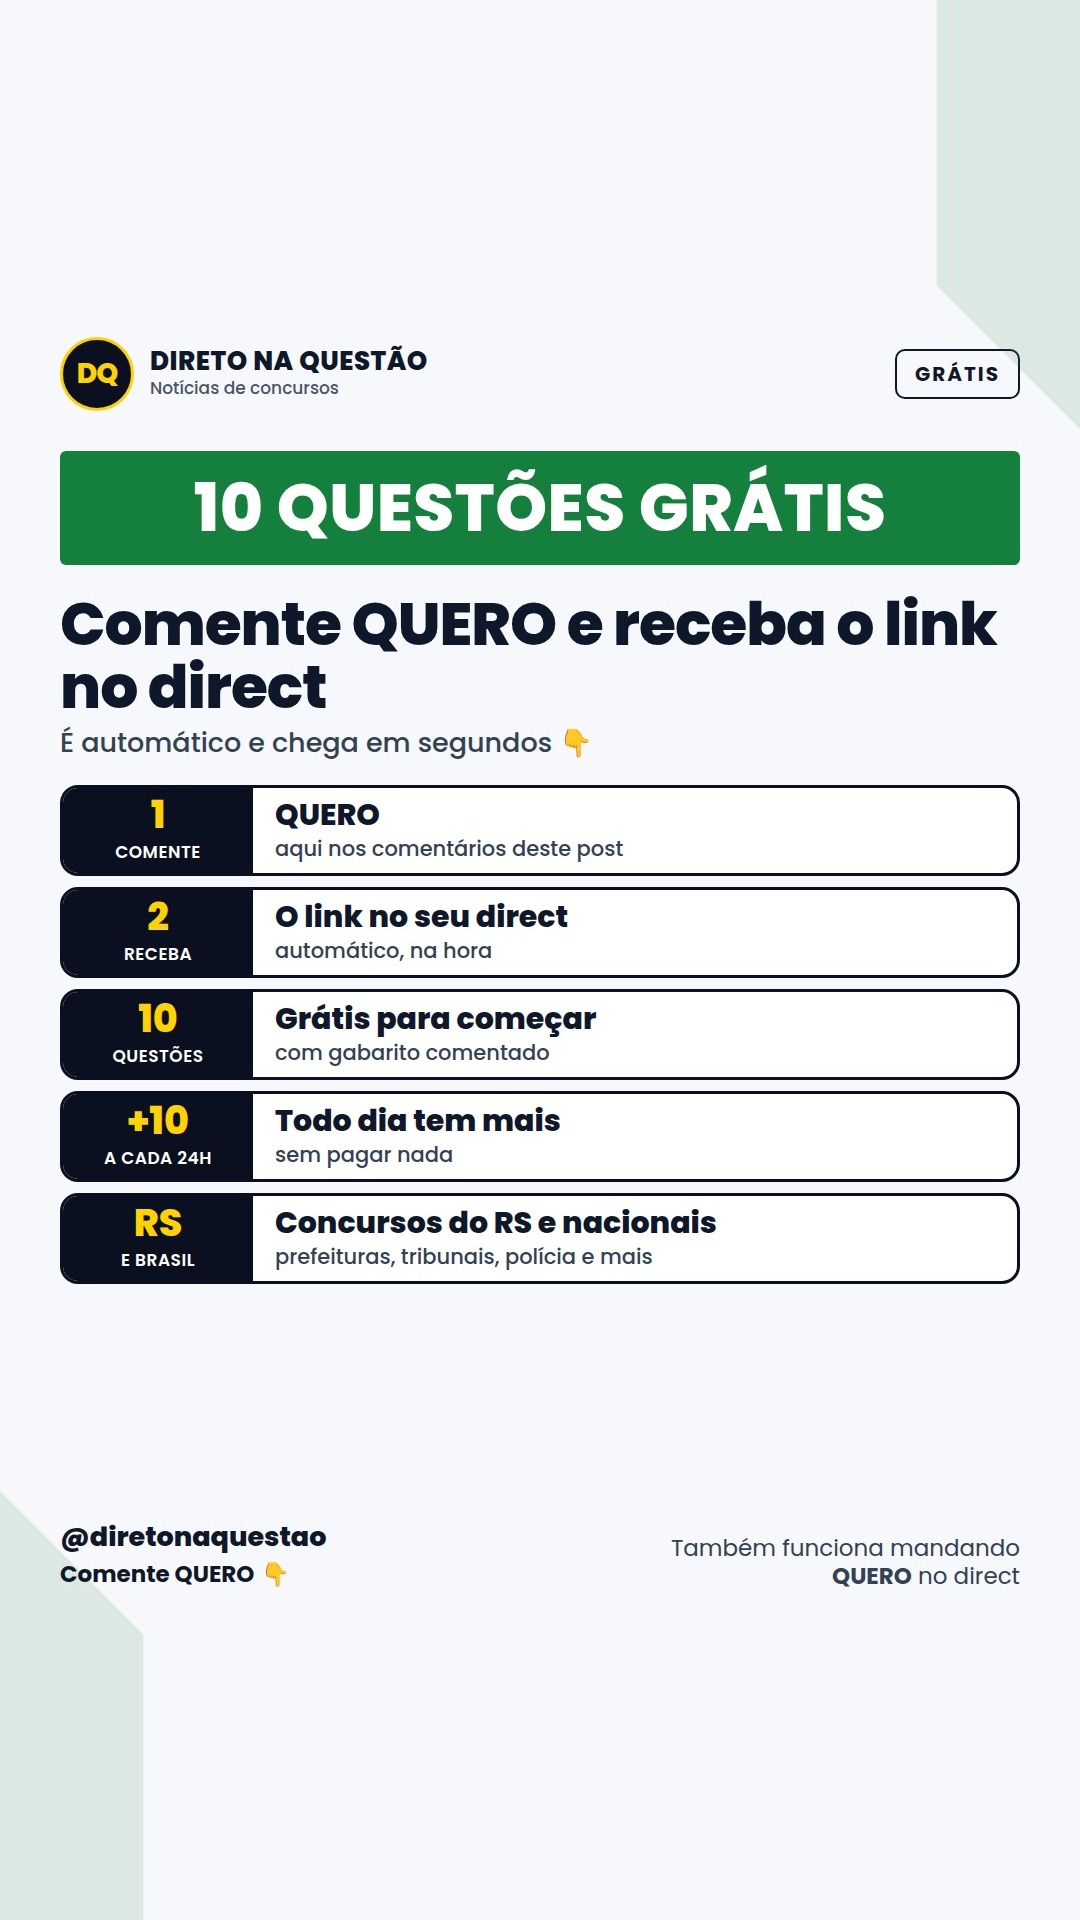 DQ
DIRETO NA QUESTÃO
Notícias de concursos
GRÁTIS
10 QUESTÕES GRÁTIS
Comente QUERO e receba o link
no direct
É automático e chega em segundos 👇
1
COMENTE
QUERO
aqui nos comentários deste post
2
RECEBA
O link no seu direct
automático, na hora
10
QUESTÕES
Grátis para começar
com gabarito comentado
+10
A CADA 24H
Todo dia tem mais
sem pagar nada
RS
E BRASIL
Concursos do RS e nacionais
prefeituras, tribunais, polícia e mais
@diretonaquestao
Comente QUERO 👇
Também funciona mandando
QUERO no direct